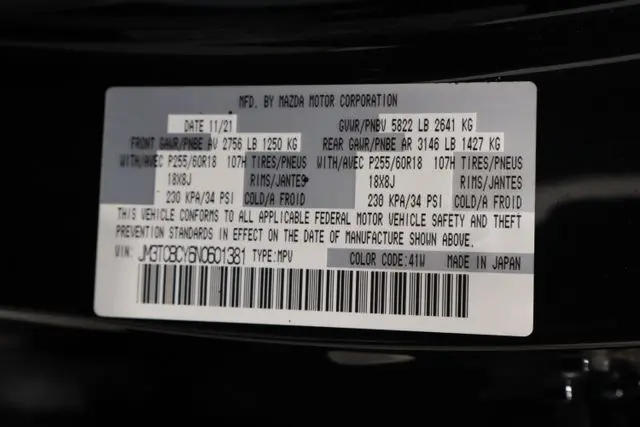 MFD. BY MAZDA MOTOR CORPORATION
DATE 11/21 GVWR/PNBV 5822 LB 2641 KG
FRONT GAWR/PNBE AV 2756 LB 1250 KG REAR GAWR/PNBE AR 3146 LB 1427 KG
WITH/AVEC P255/60R18 107H TIRES/PNEUS WITH/AVEC P255/60R18 107H TIRES/PNEUS
18X8J RIMS/JANTES 18X8J RIMS/JANTES
230 KPA/34 PSI COLD/A FROID 230 KPA/34 PSI COLD/A FROID
THIS VEHICLE CONFORMS TO ALL APPLICABLE FEDERAL MOTOR VEHICLE SAFETY AND THEFT
PREVENTION STANDARDS IN EFFECT ON THE DATE OF MANUFACTURE SHOWN ABOVE.
VIN: JM3TCBCY6N0601381 TYPE:MPV COLOR CODE:41W MADE IN JAPAN